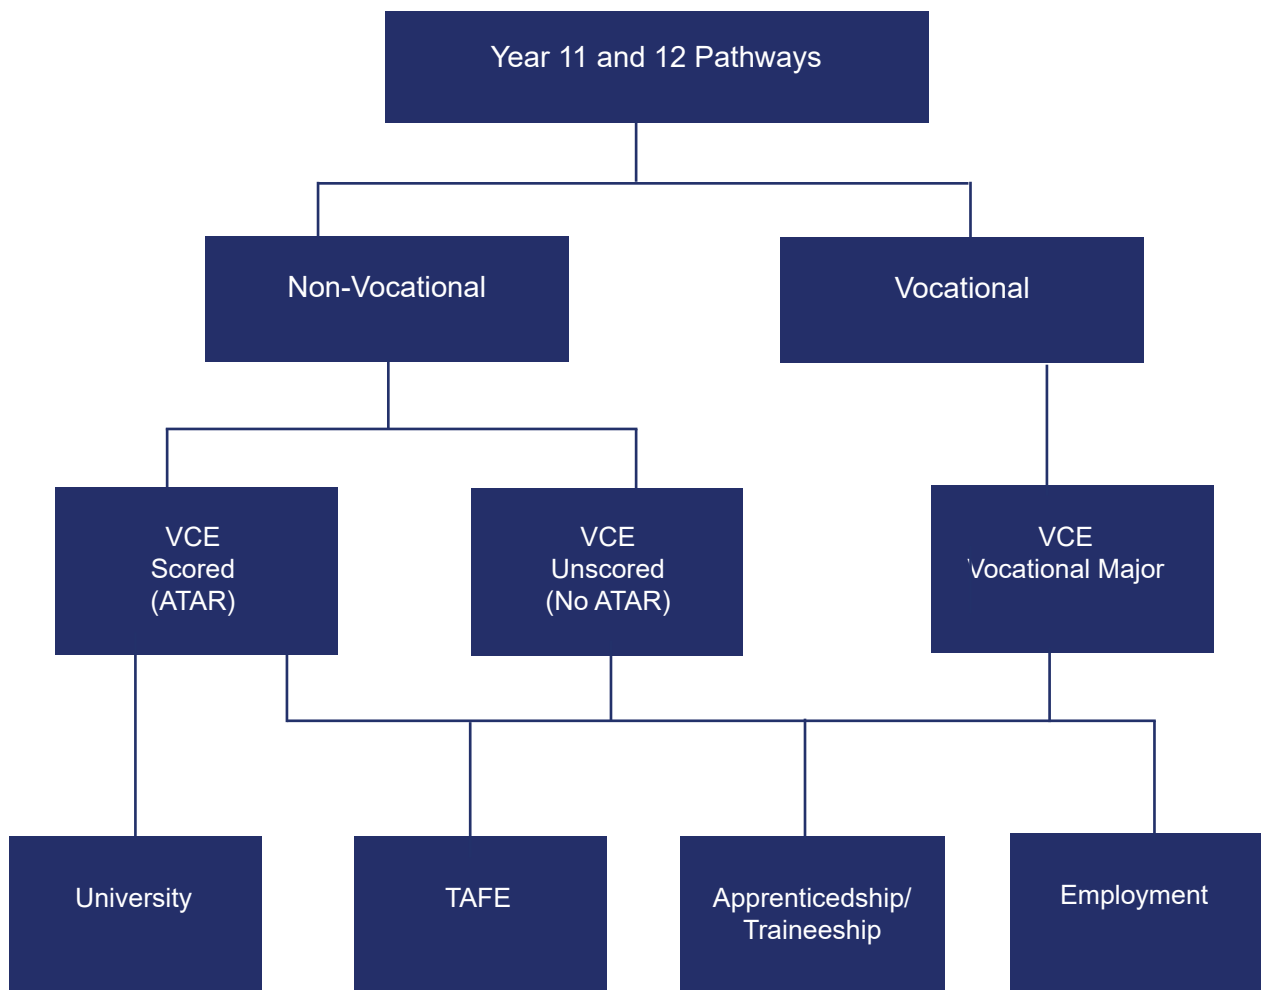 Year 11 and 12 Pathways
Non-Vocational
Vocational
VCE
Scored
(ATAR)
VCE
Unscored
(No ATAR)
VCE
Vocational Major
University
TAFE
Apprenticedship/
Traineeship
Employment